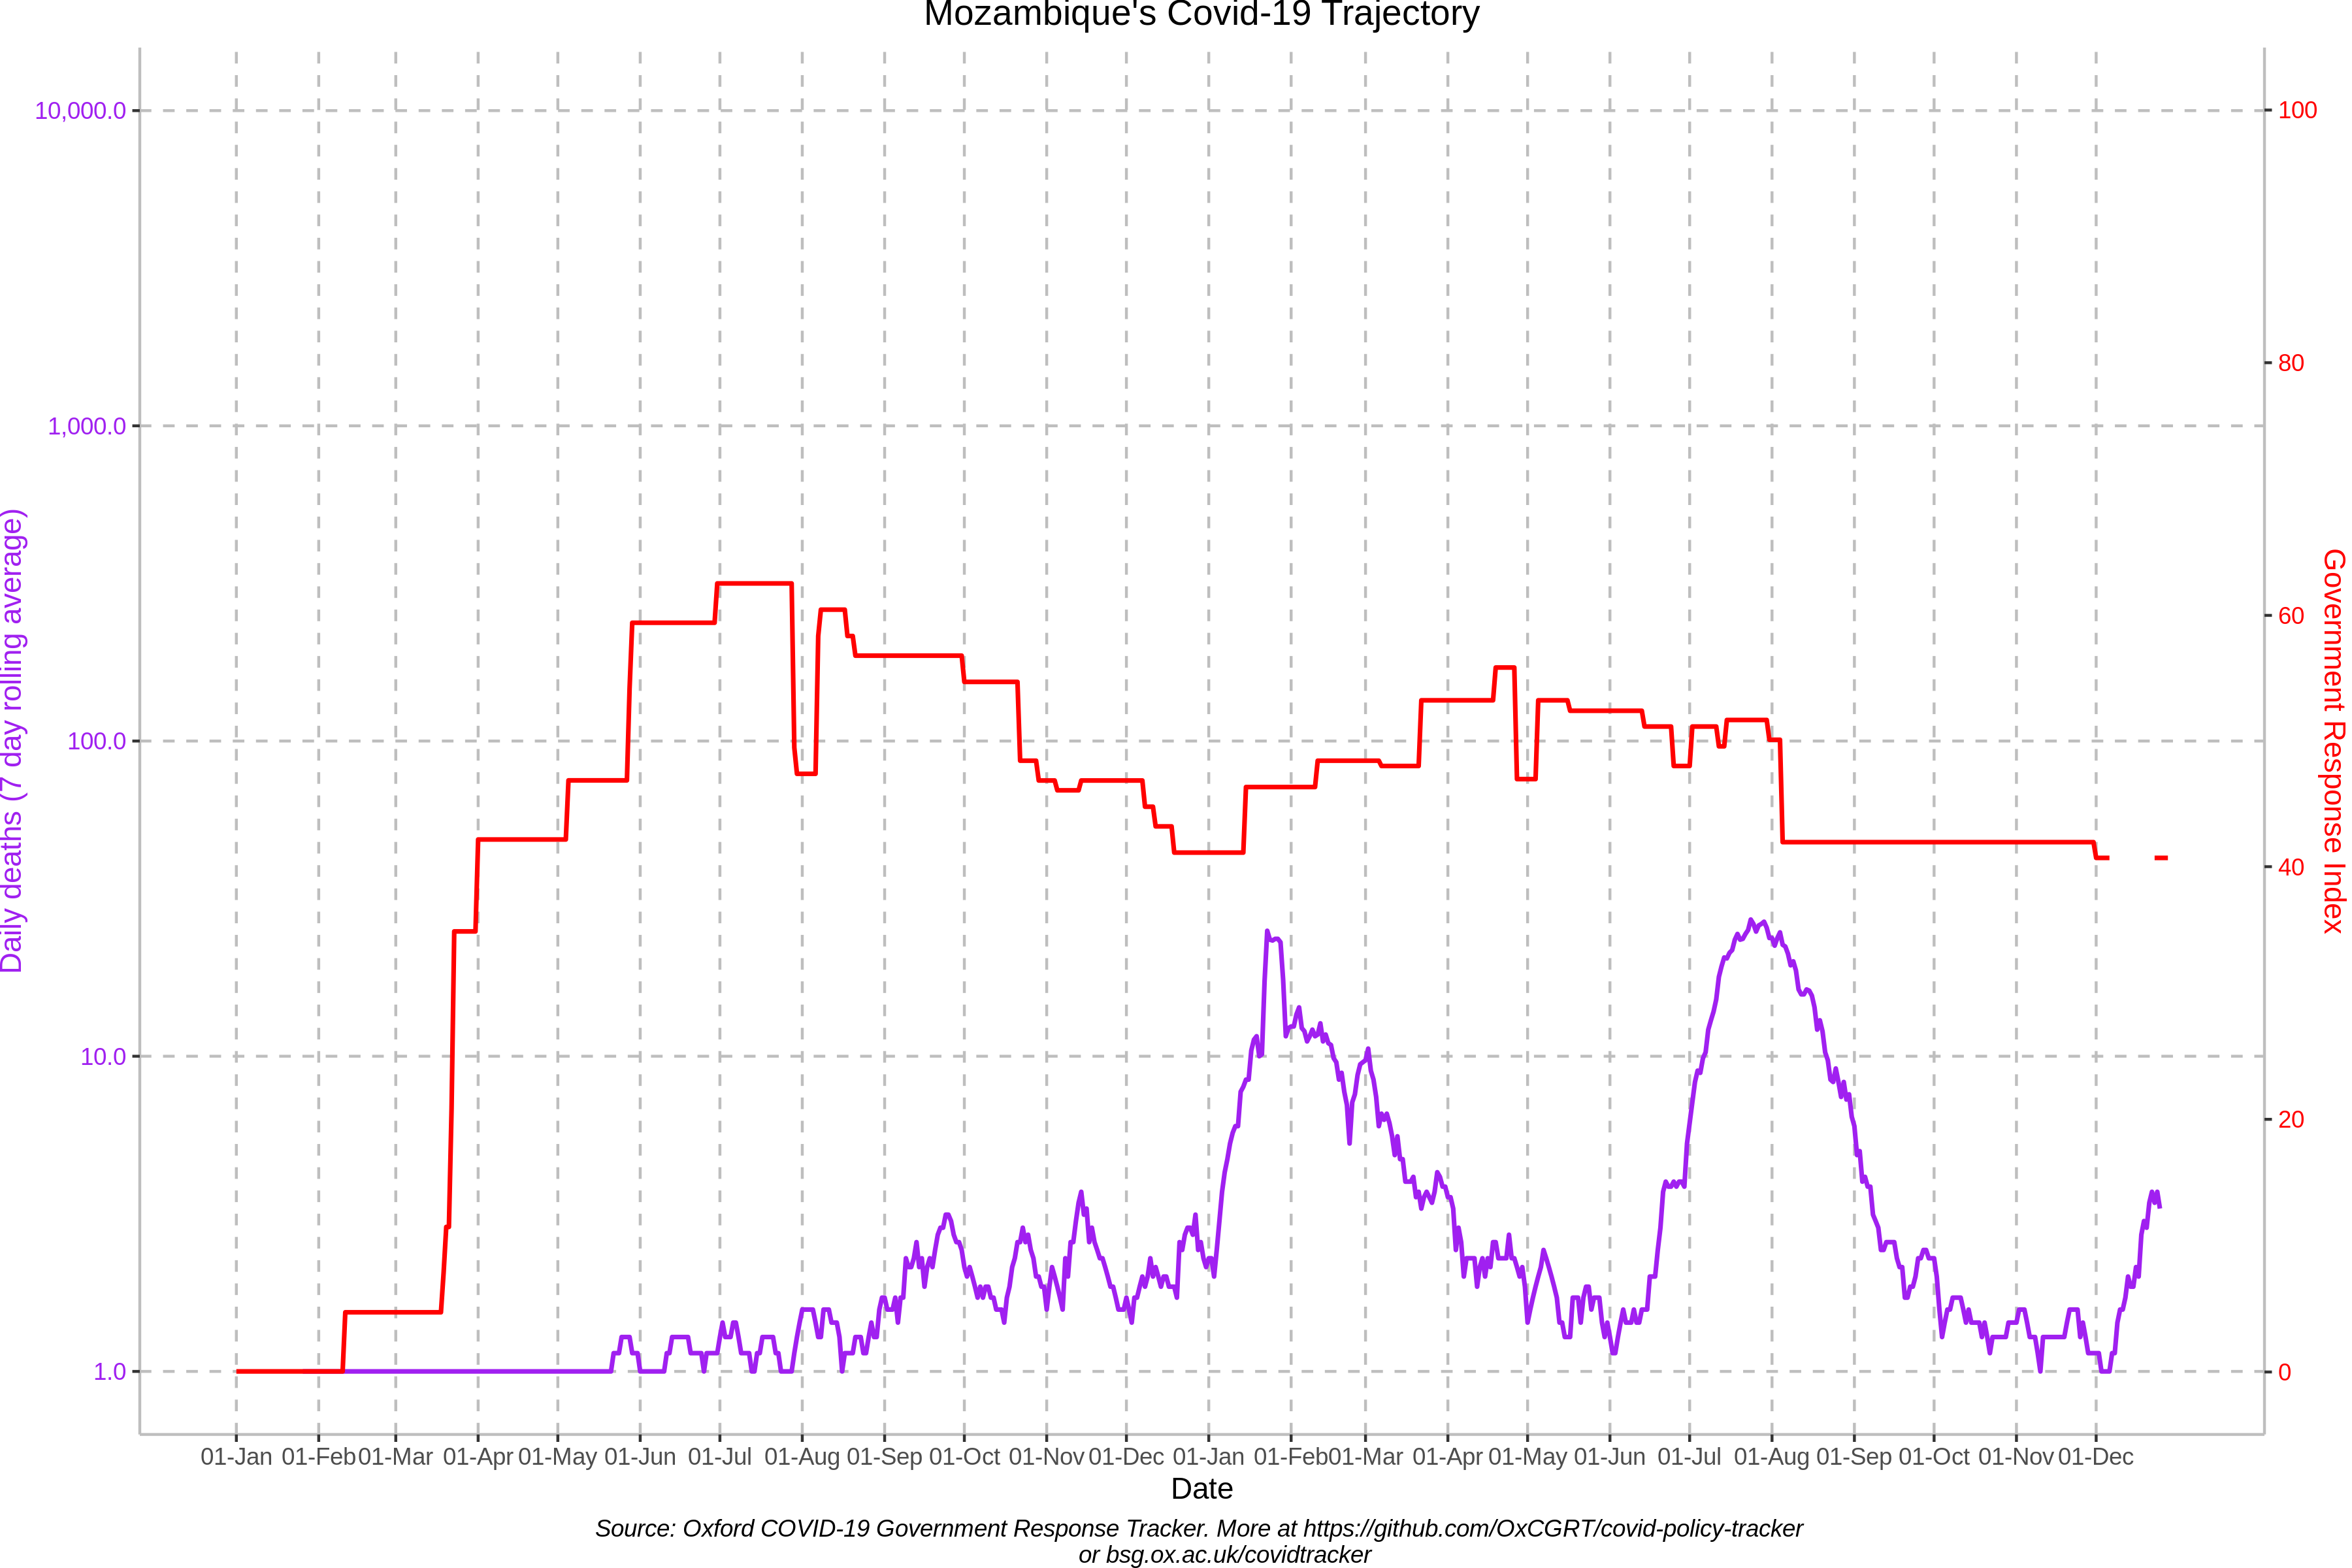 Mozambique's Covid-19 Trajectory
10,000.0
1,000.0
100.0
10.0
1.0
Daily deaths (7 day rolling average)
100
80
60
40
20
0
Government Response Index
01-Jan 01-Feb 01-Mar 01-Apr 01-May 01-Jun 01-Jul 01-Aug 01-Sep 01-Oct 01-Nov 01-Dec 01-Jan 01-Feb 01-Mar 01-Apr 01-May 01-Jun 01-Jul 01-Aug 01-Sep 01-Oct 01-Nov 01-Dec
Date
Source: Oxford COVID-19 Government Response Tracker. More at https://github.com/OxCGRT/covid-policy-tracker
or bsg.ox.ac.uk/covidtracker